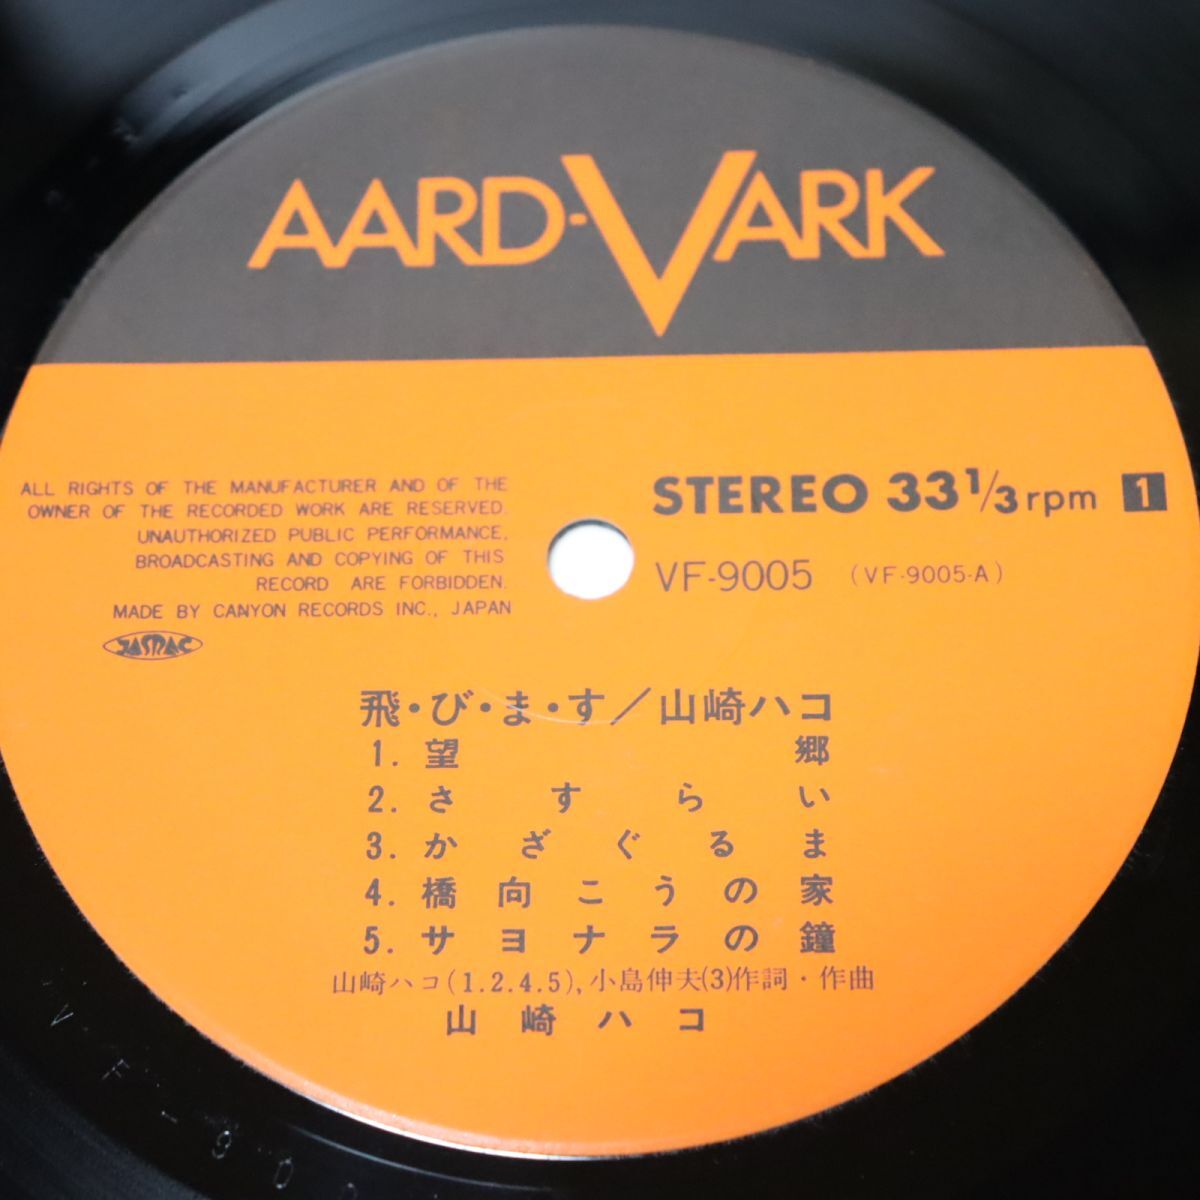 AARD-VARK
ALL RIGHTS OF THE MANUFACTURER AND OF THE
OWNER OF THE RECORDED WORK ARE RESERVED.
UNAUTHORIZED PUBLIC PERFORMANCE,
BROADCASTING AND COPYING OF THIS
RECORD ARE FORBIDDEN.
MADE BY CANYON RECORDS INC., JAPAN
JASRAC
STEREO 33 1/3 rpm 1
VF-9005 (VF-9005-A)
飛・び・ま・す/山崎ハコ
1. 望郷
2. さすらい
3. かざぐるま
4. 橋向こうの家
5. サヨナラの鐘
山崎ハコ(1.2.4.5),小島伸夫(3)作詞・作曲
山崎ハコ
VF-90